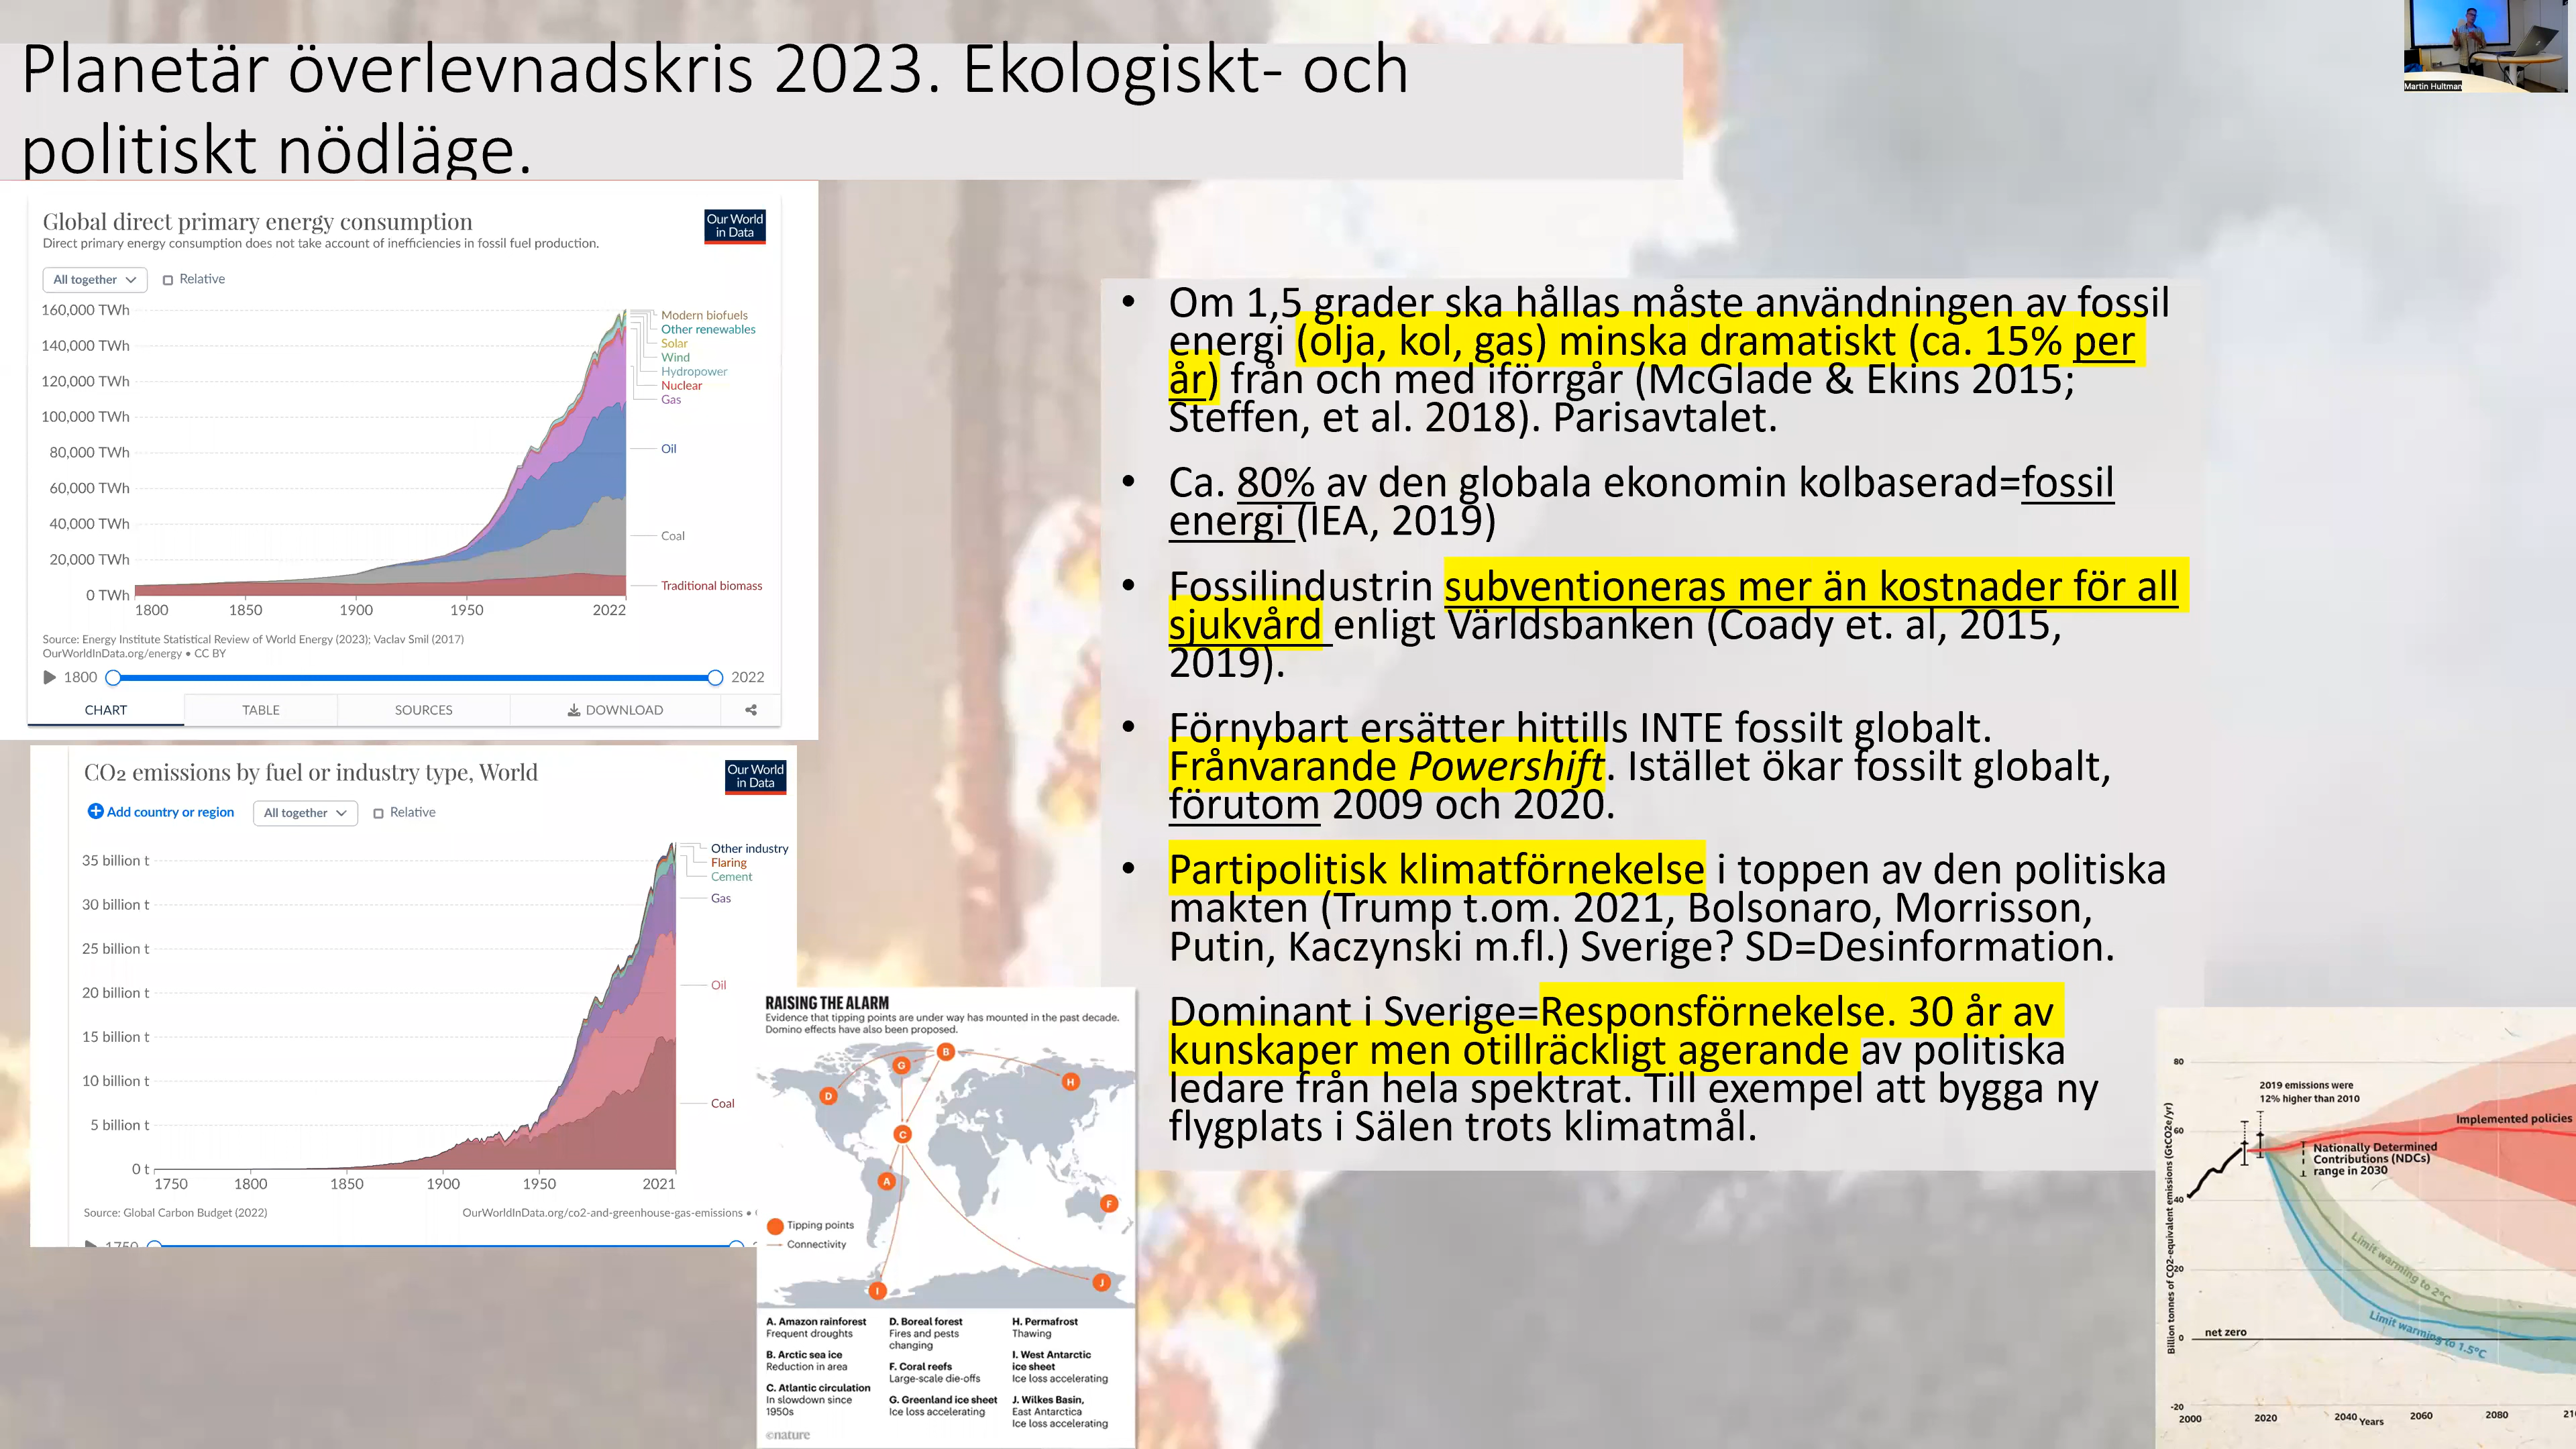 Planetär överlevnadskris 2023. Ekologiskt- och
politiskt nödläge.
Martin Hultman
Global direct primary energy consumption
Direct primary energy consumption does not take account of inefficiencies in fossil fuel production.
Our World
in Data
All together
Relative
160,000 TWh
140,000 TWh
120,000 TWh
100,000 TWh
80,000 TWh
60,000 TWh
40,000 TWh
20,000 TWh
0 TWh
1800 1850 1900 1950 2022
Modern biofuels
Other renewables
Solar
Wind
Hydropower
Nuclear
Gas
Oil
Coal
Traditional biomass
Source: Energy Institute Statistical Review of World Energy (2023); Vaclav Smil (2017)
OurWorldInData.org/energy • CC BY
1800 2022
CHART TABLE SOURCES DOWNLOAD
CO₂ emissions by fuel or industry type, World
Our World
in Data
Add country or region All together Relative
35 billion t
30 billion t
25 billion t
20 billion t
15 billion t
10 billion t
5 billion t
0 t
1750 1800 1850 1900 1950 2021
Other industry
Flaring
Cement
Gas
Oil
Coal
Source: Global Carbon Budget (2022) OurWorldInData.org/co2-and-greenhouse-gas-emissions •
1750
• Om 1,5 grader ska hållas måste användningen av fossil
energi (olja, kol, gas) minska dramatiskt (ca. 15% per
år) från och med iförrgår (McGlade & Ekins 2015;
Steffen, et al. 2018). Parisavtalet.
• Ca. 80% av den globala ekonomin kolbaserad=fossil
energi (IEA, 2019)
• Fossilindustrin subventioneras mer än kostnader för all
sjukvård enligt Världsbanken (Coady et. al, 2015,
2019).
• Förnybart ersätter hittills INTE fossilt globalt.
Frånvarande Powershift. Istället ökar fossilt globalt,
förutom 2009 och 2020.
• Partipolitisk klimatförnekelse i toppen av den politiska
makten (Trump t.om. 2021, Bolsonaro, Morrisson,
Putin, Kaczynski m.fl.) Sverige? SD=Desinformation.
Dominant i Sverige=Responsförnekelse. 30 år av
kunskaper men otillräckligt agerande av politiska
ledare från hela spektrat. Till exempel att bygga ny
flygplats i Sälen trots klimatmål.
RAISING THE ALARM
Evidence that tipping points are under way has mounted in the past decade.
Domino effects have also been proposed.
B
G
H
D
C
A
F
J
I
Tipping points
Connectivity
A. Amazon rainforest
Frequent droughts
B. Arctic sea ice
Reduction in area
C. Atlantic circulation
In slowdown since
1950s
D. Boreal forest
Fires and pests
changing
F. Coral reefs
Large-scale die-offs
G. Greenland ice sheet
Ice loss accelerating
H. Permafrost
Thawing
I. West Antarctic
ice sheet
Ice loss accelerating
J. Wilkes Basin,
East Antarctica
Ice loss accelerating
©nature
Billion tonnes of CO2-equivalent emissions (GtCO2e/yr)
80
60
40
20
0
-20
2019 emissions were
12% higher than 2010
Implemented policies
Nationally Determined
Contributions (NDCs)
range in 2030
Limit warming to 2°C
Limit warming to 1.5°C
net zero
2000 2020 2040 2060 2080
Years